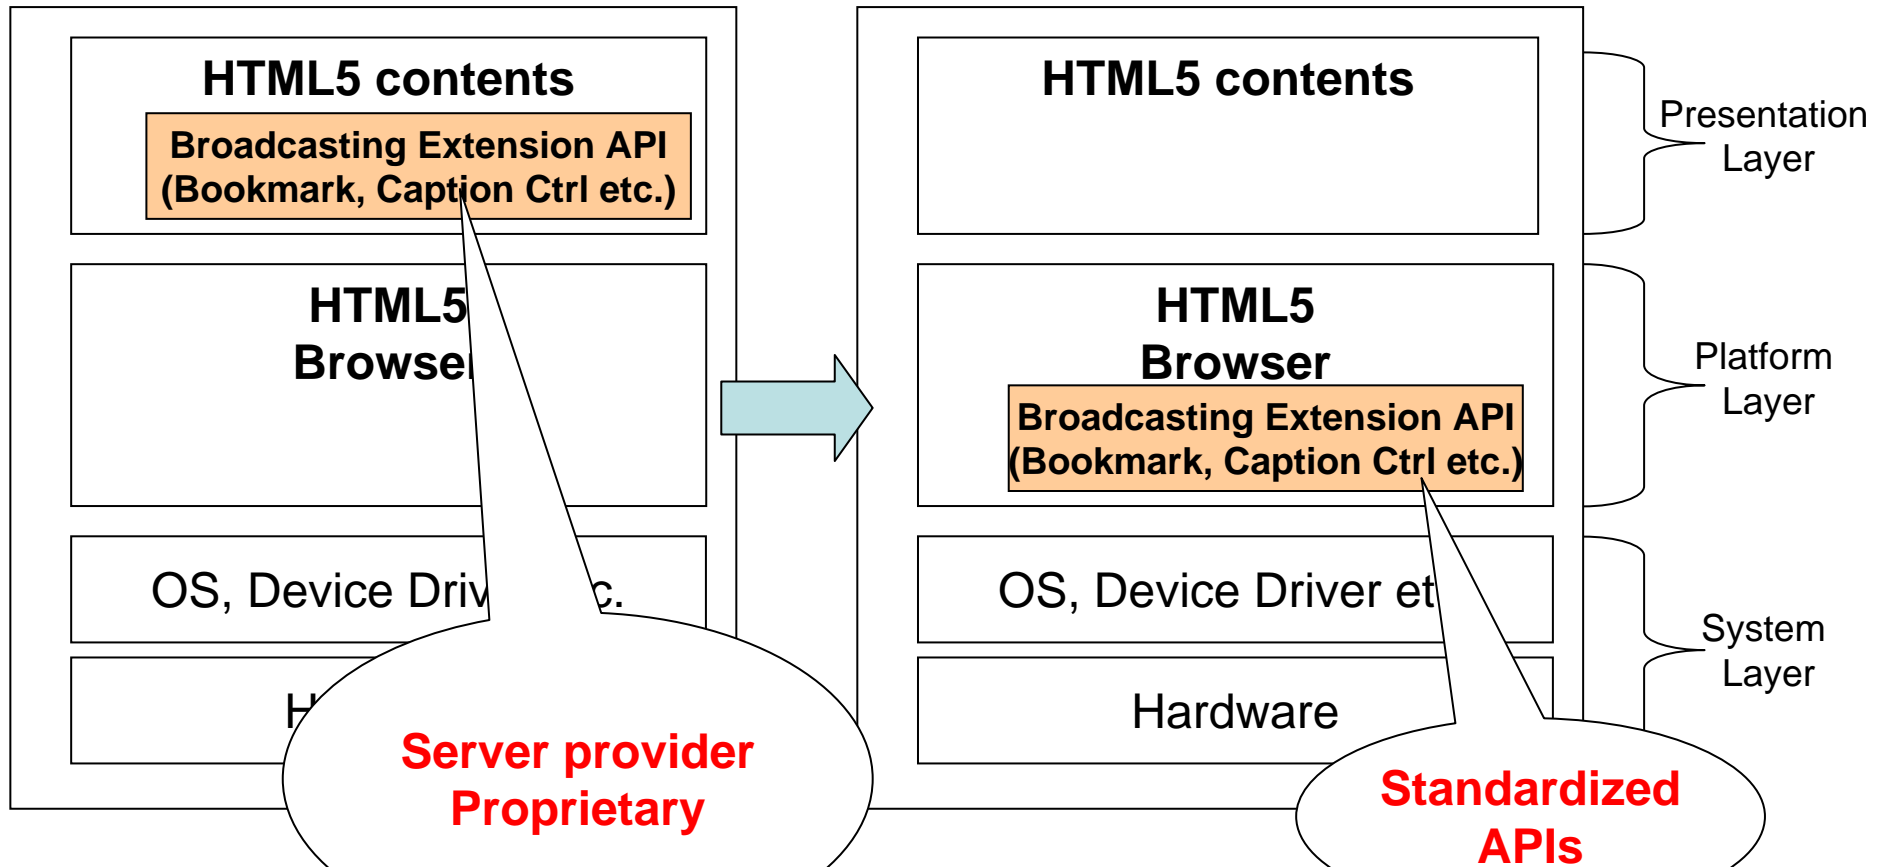 HTML5 contents
Broadcasting Extension API
(Bookmark, Caption Ctrl etc.)
HTML5
Browser
OS, Device Driv
c.
H
Server provider
Proprietary
HTML5 contents
HTML5
Browser
Broadcasting Extension API
(Bookmark, Caption Ctrl etc.)
OS, Device Driver et
Hardware
Standardized
APIs
Presentation
Layer
Platform
Layer
System
Layer